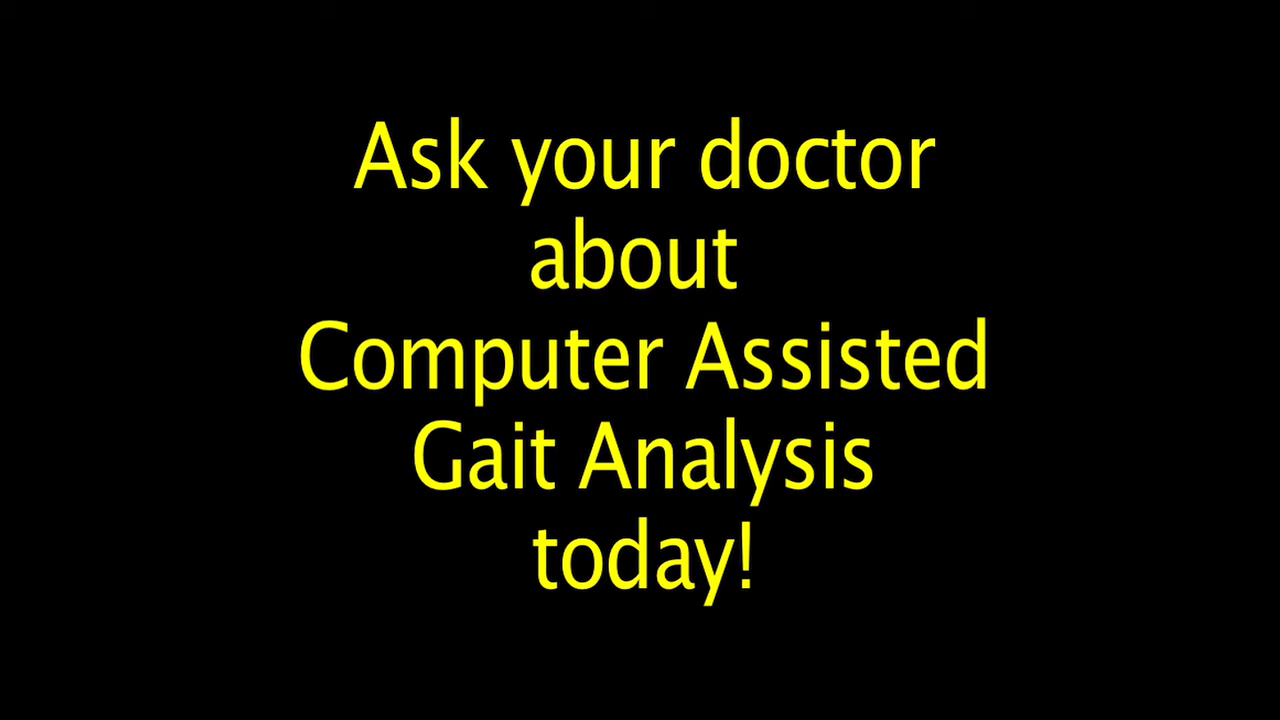 Ask your doctor
about
Computer Assisted
Gait Analysis
today!